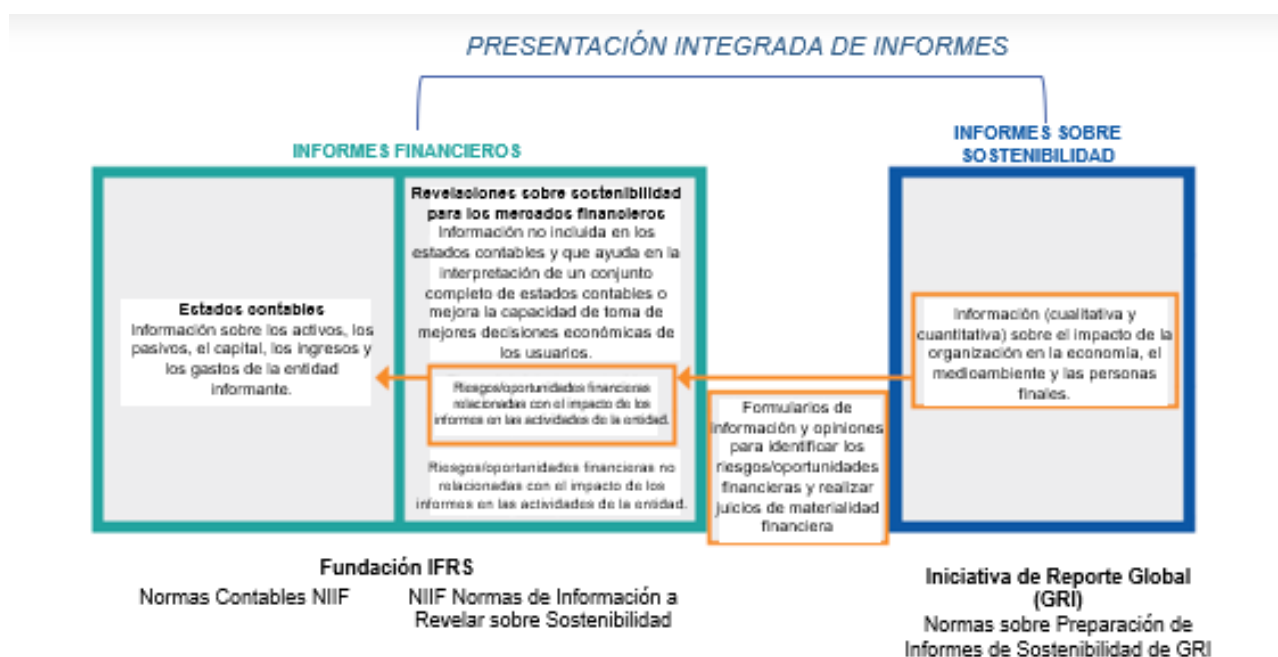 PRESENTACIÓN INTEGRADA DE INFORMES
INFORMES FINANCIEROS
INFORMES SOBRE
SOSTENIBILIDAD
Estados contables
Información sobre los activos, los
pasivos, el capital, los ingresos y
los gastos de la entidad
informante.
Revelaciones sobre sostenibilidad
para los mercados financieros
Información no incluida en los
estados contables y que ayuda en la
interpretación de un conjunto
completo de estados contables o
mejora la capacidad de toma de
mejores decisiones económicas de
los usuarios.
Riesgos/oportunidades financieras
relacionadas con el impacto de los
informes en las actividades de la entidad.
Riesgos/oportunidades financieras no
relacionadas con el impacto de los
informes en las actividades de la entidad.
Formularios de
información y opiniones
para identificar los
riesgos/oportunidades
financieras y realizar
juicios de materialidad
financiera
Información (cualitativa y
cuantitativa) sobre el impacto de la
organización en la economía, el
medioambiente y las personas
finales.
Fundación IFRS
Normas Contables NIIF
NIIF Normas de Información a
Revelar sobre Sostenibilidad
Iniciativa de Reporte Global
(GRI)
Normas sobre Preparación de
Informes de Sostenibilidad de GRI